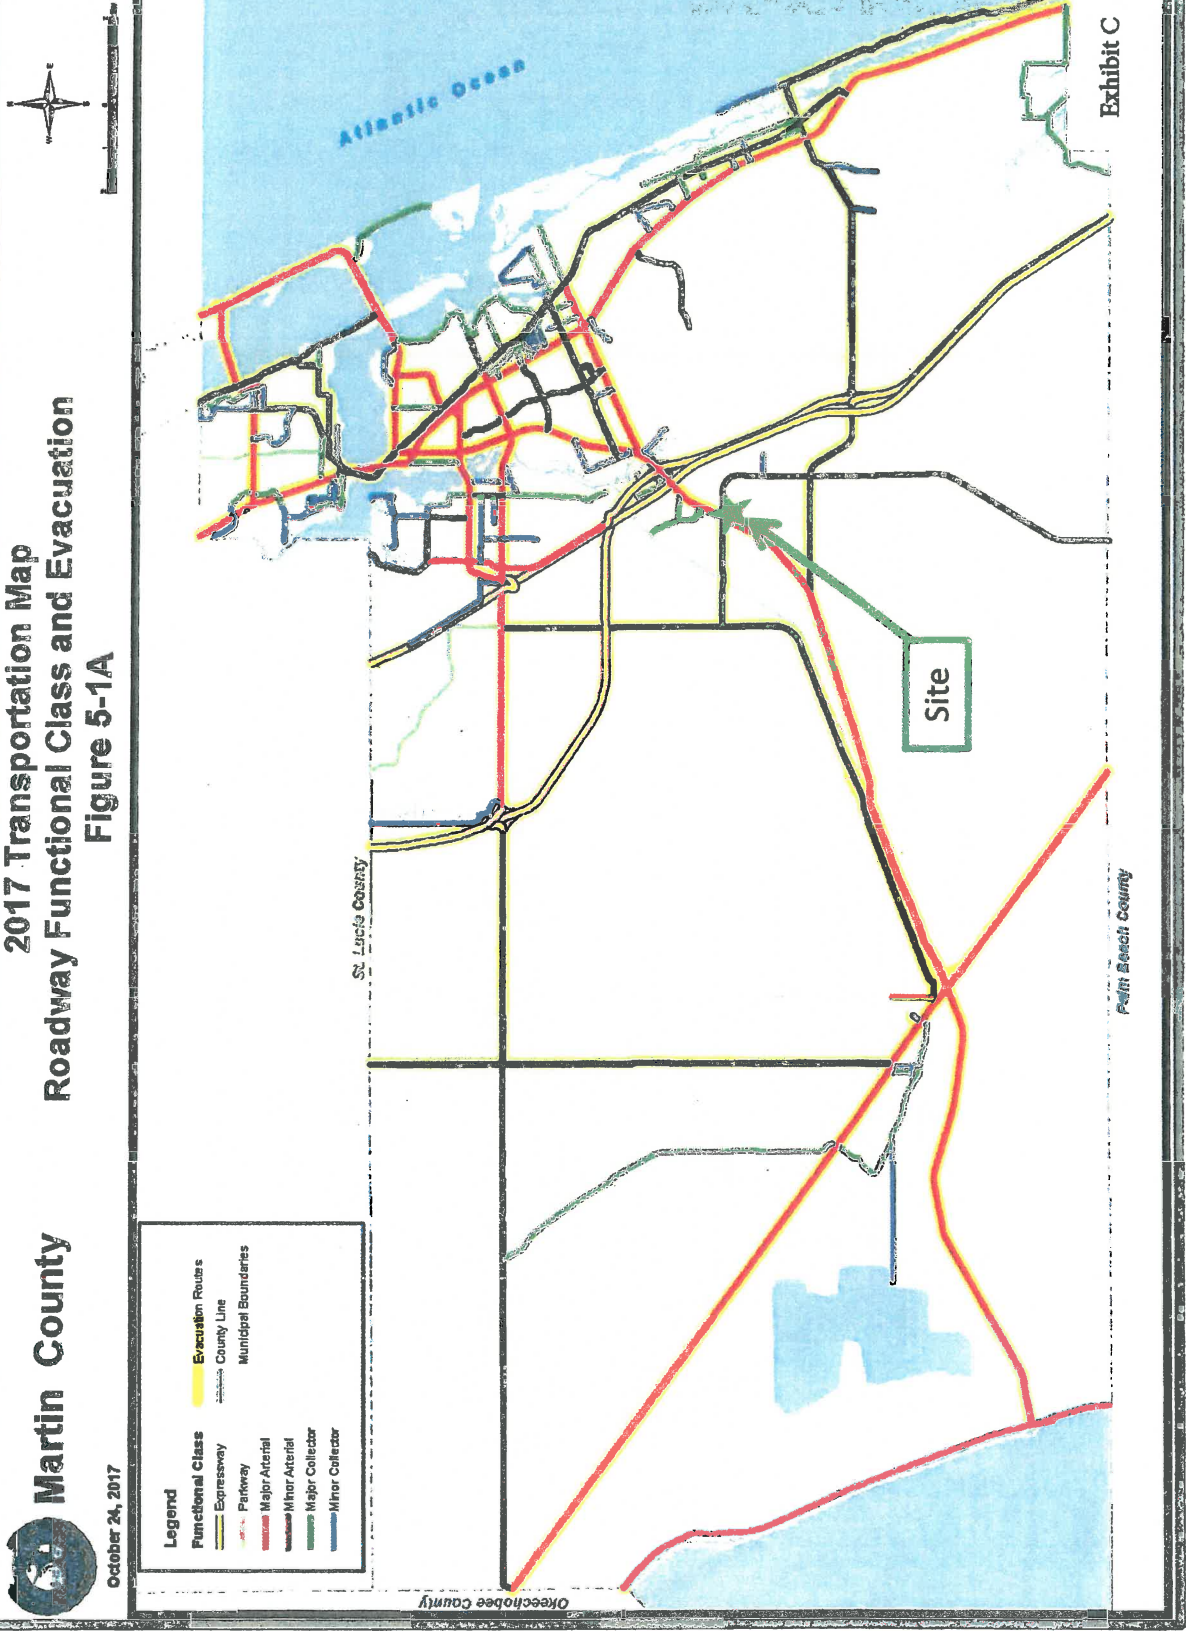 Martin County
2017 Transportation Map
Roadway Functional Class and Evacuation
Figure 5-1A
October 24, 2017
Legend
Functional Class
Expressway
Parkway
Major Arterial
Minor Arterial
Major Collector
Minor Collector
Evacuation Routes
County Line
Municipal Boundaries
Atlantic Ocean
St. Lucie County
Okeechobee County
Palm Beach County
Site
Exhibit C